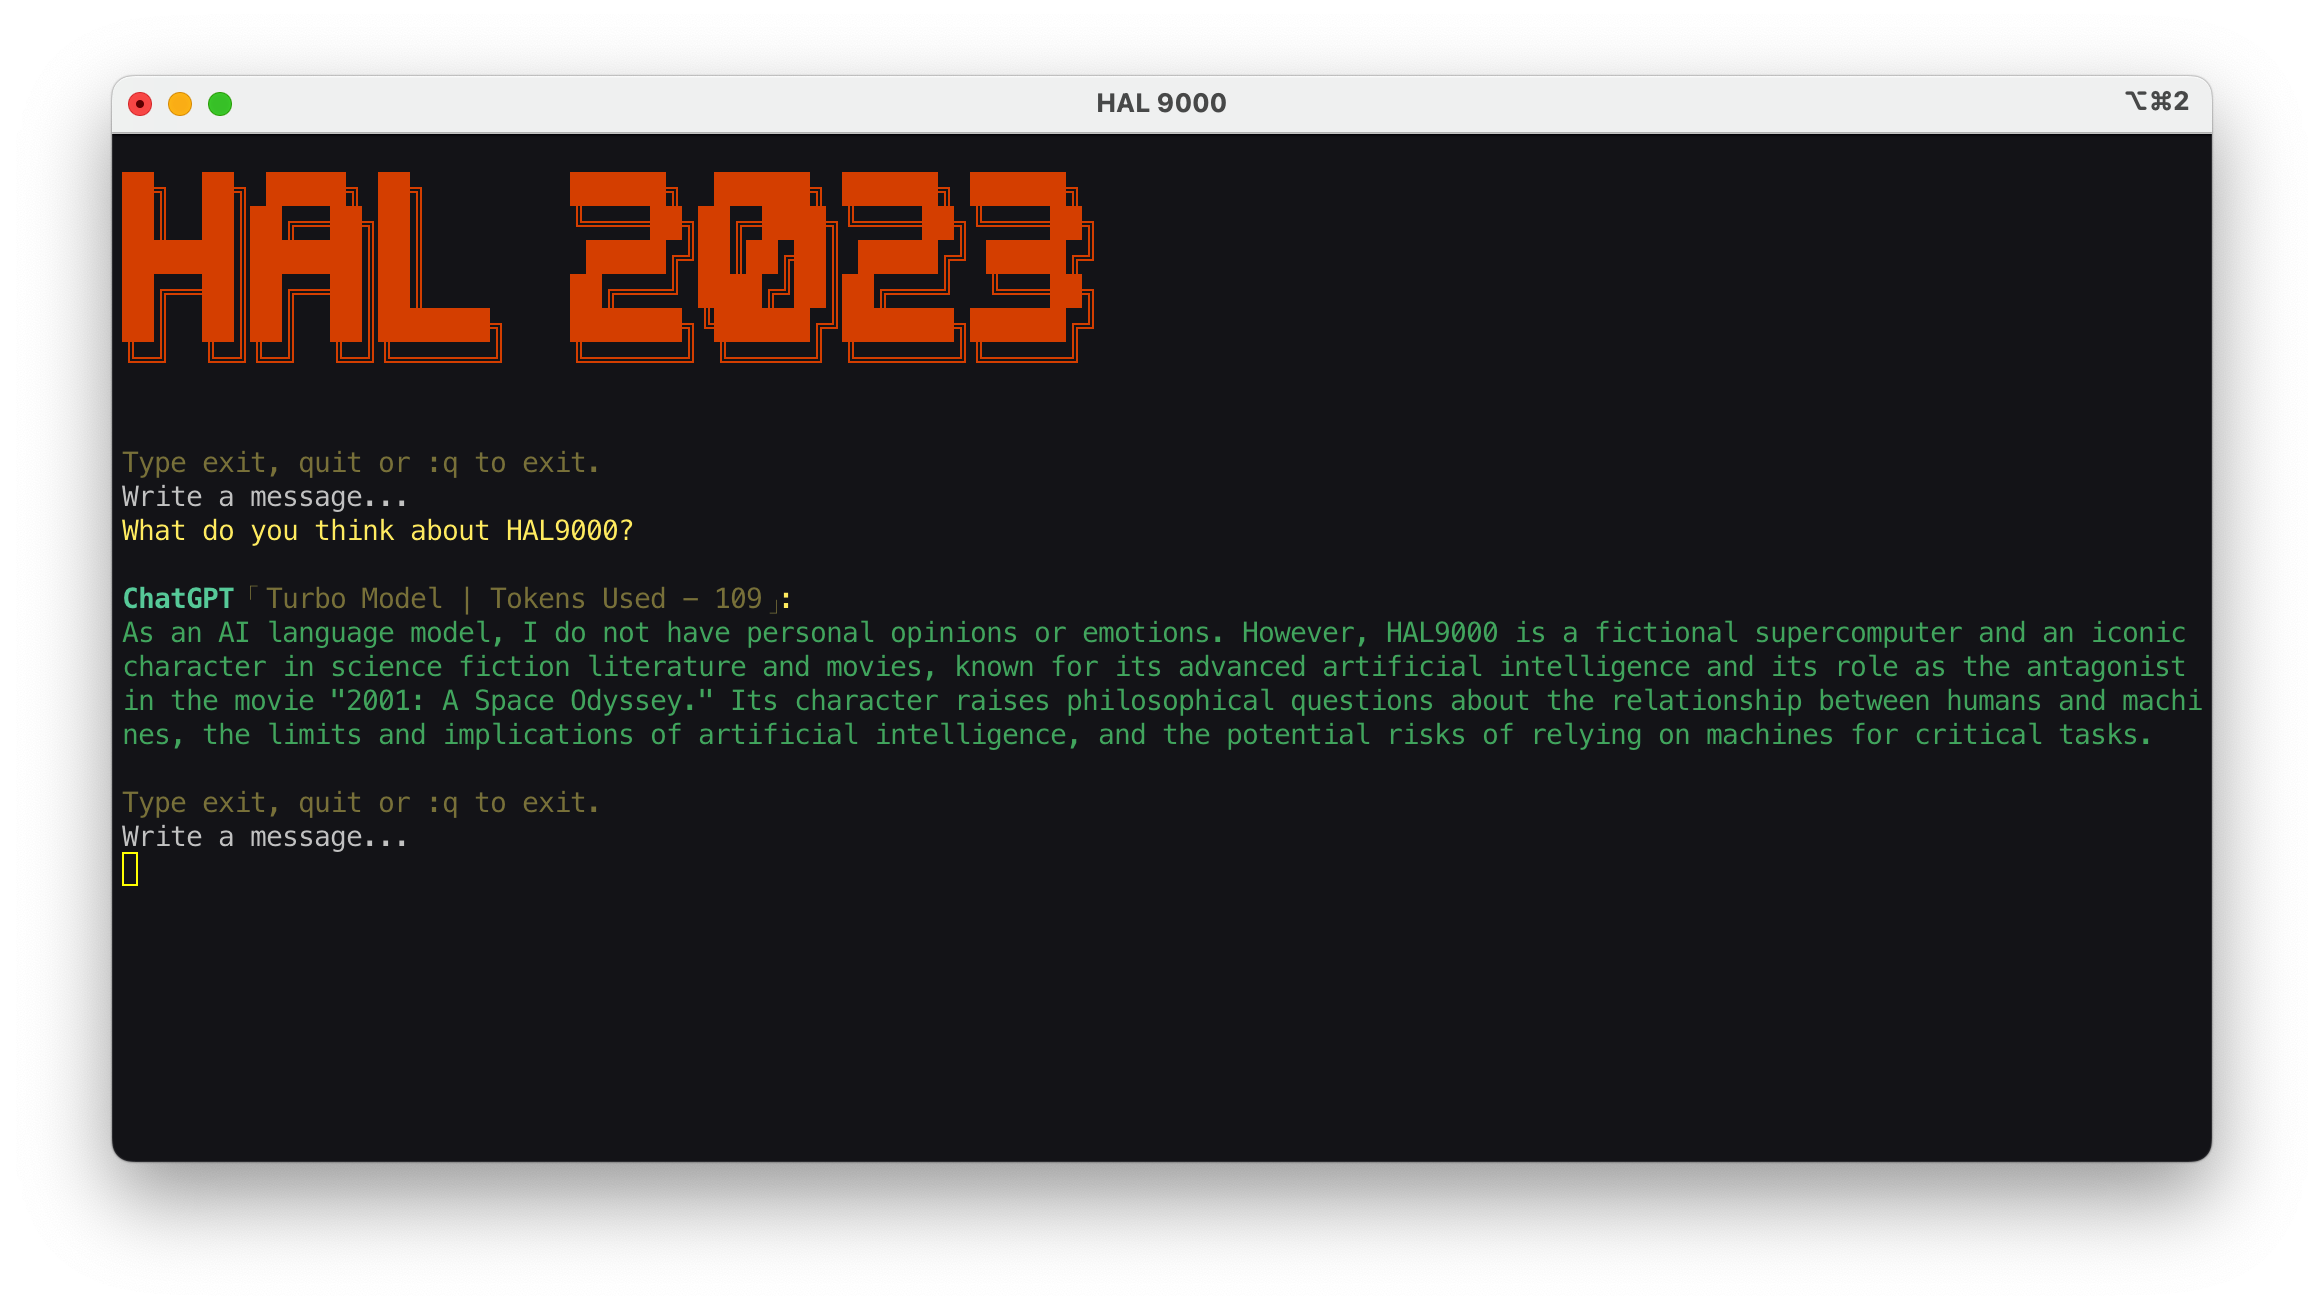 HAL 9000
⌥⌘2
HAL 2023
Type exit, quit or :q to exit.
Write a message...
What do you think about HAL9000?
ChatGPT「Turbo Model | Tokens Used – 109」:
As an AI language model, I do not have personal opinions or emotions. However, HAL9000 is a fictional supercomputer and an iconic
character in science fiction literature and movies, known for its advanced artificial intelligence and its role as the antagonist
in the movie "2001: A Space Odyssey." Its character raises philosophical questions about the relationship between humans and machi
nes, the limits and implications of artificial intelligence, and the potential risks of relying on machines for critical tasks.
Type exit, quit or :q to exit.
Write a message...